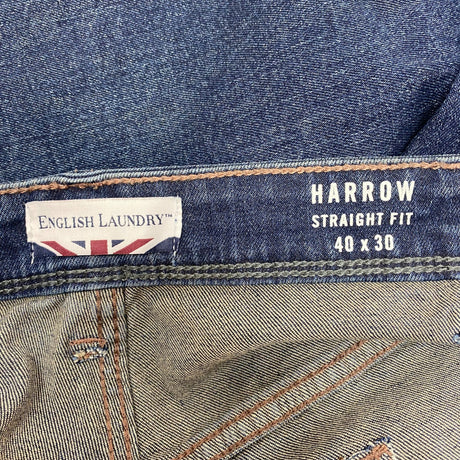 ENGLISH LAUNDRY™
HARROW
STRAIGHT FIT
40 x 30